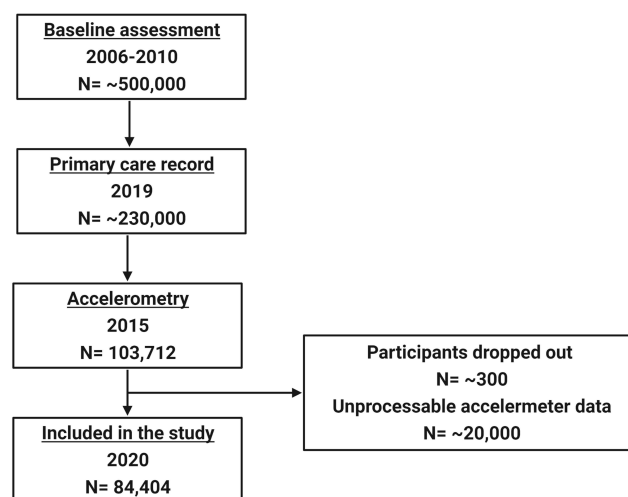 Baseline assessment
2006-2010
N= ~500,000
Primary care record
2019
N= ~230,000
Accelerometry
2015
N= 103,712
Participants dropped out
N= ~300
Unprocessable accelermeter data
N= ~20,000
Included in the study
2020
N= 84,404